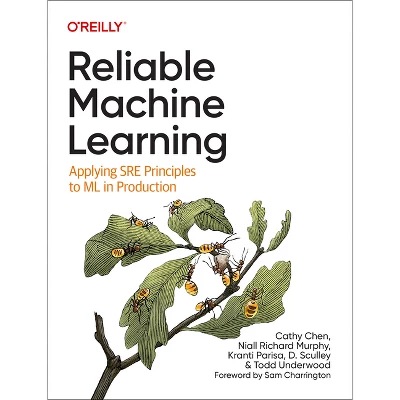 O'REILLY®
Reliable
Machine
Learning
Applying SRE Principles
to ML in Production
Cathy Chen,
Niall Richard Murphy,
Kranti Parisa, D. Sculley
& Todd Underwood
Foreword by Sam Charrington